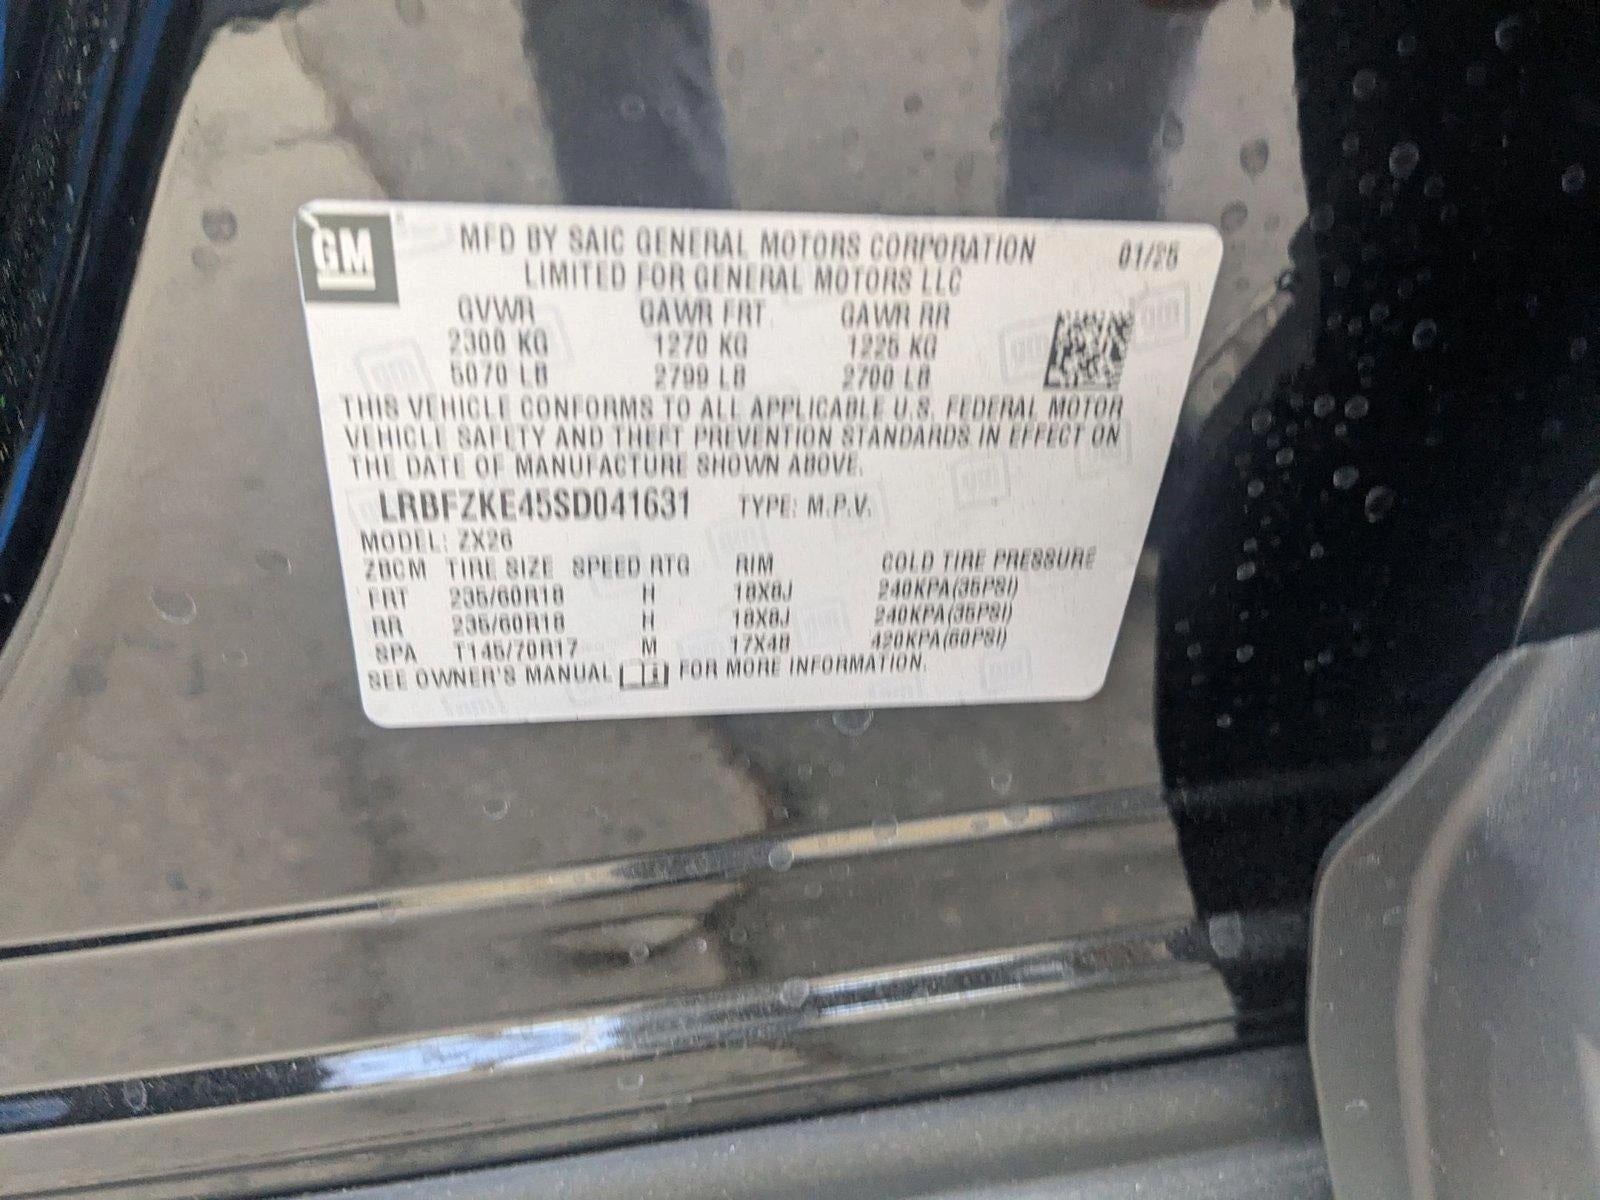 GM
MFD BY SAIC GENERAL MOTORS CORPORATION 01/25
LIMITED FOR GENERAL MOTORS LLC
GVWR GAWR FRT GAWR RR
2300 KG 1270 KG 1225 KG
5070 LB 2799 LB 2700 LB
THIS VEHICLE CONFORMS TO ALL APPLICABLE U.S. FEDERAL MOTOR
VEHICLE SAFETY AND THEFT PREVENTION STANDARDS IN EFFECT ON
THE DATE OF MANUFACTURE SHOWN ABOVE.
LRBFZKE45SD041631 TYPE: M.P.V.
MODEL: ZX26
ZBCM TIRE SIZE SPEED RTG RIM COLD TIRE PRESSURE
FRT 235/60R18 H 18X8J 240KPA(35PSI)
RR 235/60R18 H 18X8J 240KPA(35PSI)
SPA T145/70R17 M 17X4B 420KPA(60PSI)
SEE OWNER'S MANUAL FOR MORE INFORMATION.